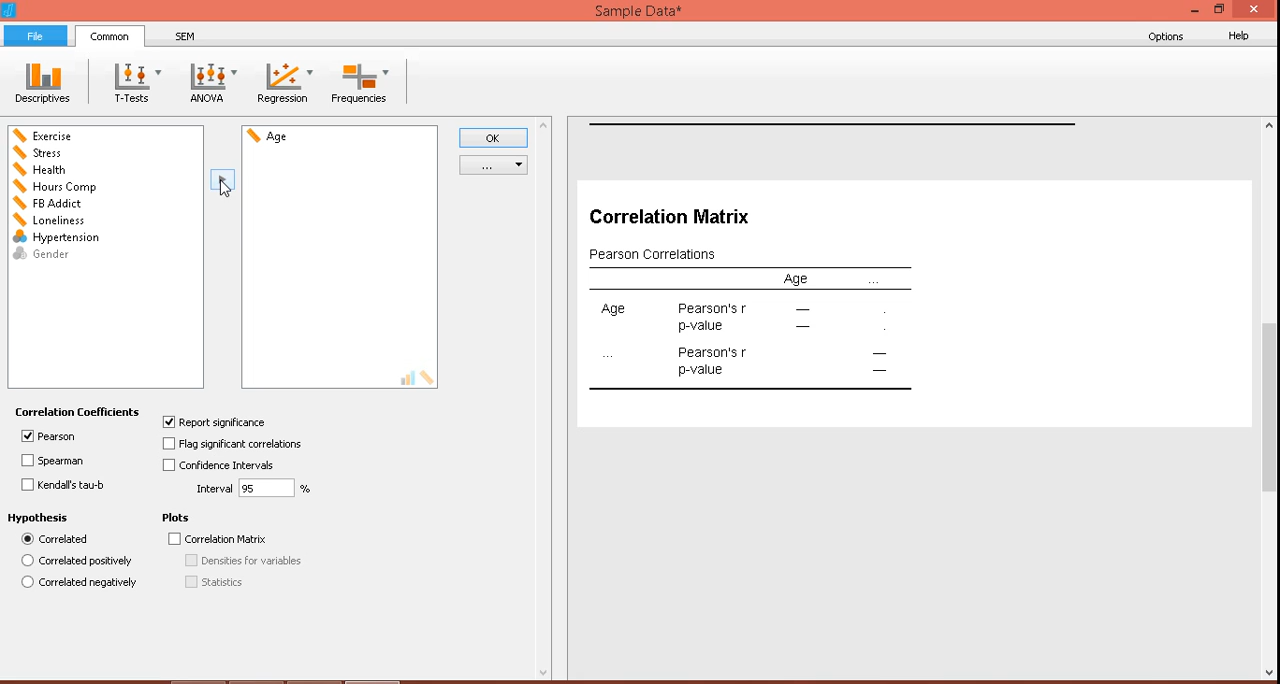 Sample Data*
File Common SEM Options Help
Descriptives T-Tests ANOVA Regression Frequencies
Exercise
Stress
Health
Hours Comp
FB Addict
Loneliness
Hypertension
Gender
Age
OK
...
Correlation Coefficients
Pearson
Spearman
Kendall's tau-b
Report significance
Flag significant correlations
Confidence Intervals
Interval 95 %
Hypothesis
Correlated
Correlated positively
Correlated negatively
Plots
Correlation Matrix
Densities for variables
Statistics
Correlation Matrix
Pearson Correlations
Age ...
Age Pearson's r — .
p-value — .
... Pearson's r —
p-value —